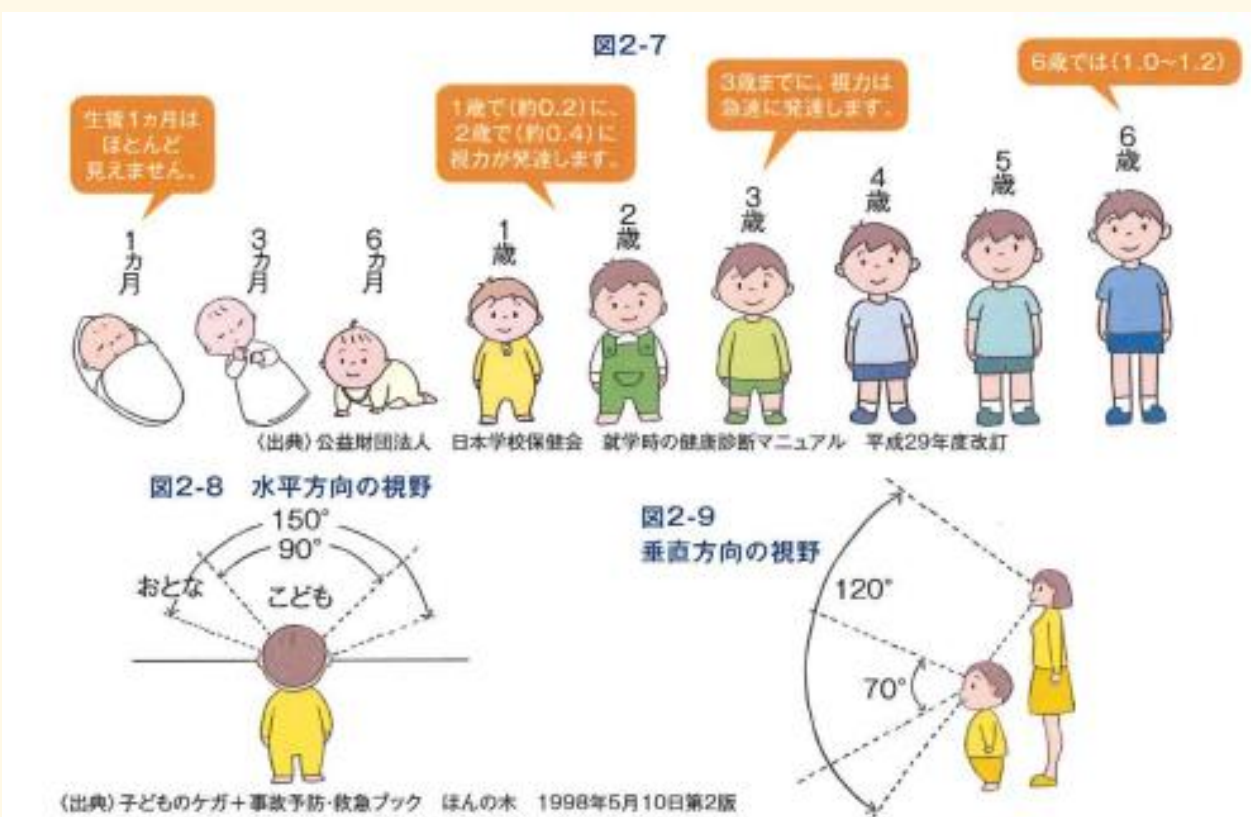 図2-7
生後1ヵ月は
ほとんど
見えません。
1歳で(約0.2)に、
2歳で(約0.4)に
視力が発達します。
3歳までに、視力は
急速に発達します。
6歳では(1.0〜1.2)
1ヵ月
3ヵ月
6ヵ月
1歳
2歳
3歳
4歳
5歳
6歳
《出典》公益財団法人　日本学校保健会　就学時の健康診断マニュアル　平成29年度改訂
図2-8　水平方向の視野
150°
90°
おとな
こども
図2-9
垂直方向の視野
120°
70°
《出典》子どものケガ+事故予防・救急ブック　ほんの木　1998年5月10日第2版